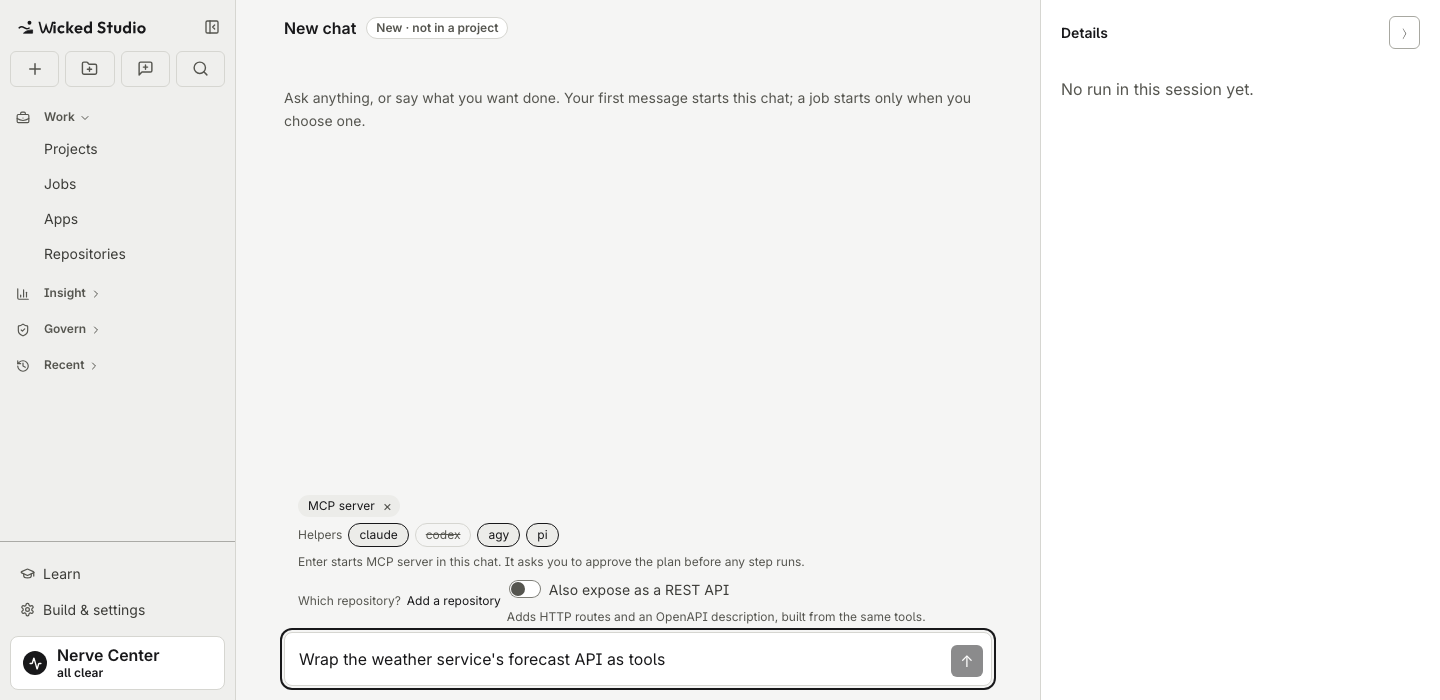 Wicked Studio
Work
Projects
Jobs
Apps
Repositories
Insight
Govern
Recent
Learn
Build & settings
Nerve Center
all clear
New chat
New · not in a project
Ask anything, or say what you want done. Your first message starts this chat; a job starts only when you
choose one.
MCP server ×
Helpers claude codex agy pi
Enter starts MCP server in this chat. It asks you to approve the plan before any step runs.
Which repository? Add a repository
Also expose as a REST API
Adds HTTP routes and an OpenAPI description, built from the same tools.
Wrap the weather service's forecast API as tools
Details
No run in this session yet.